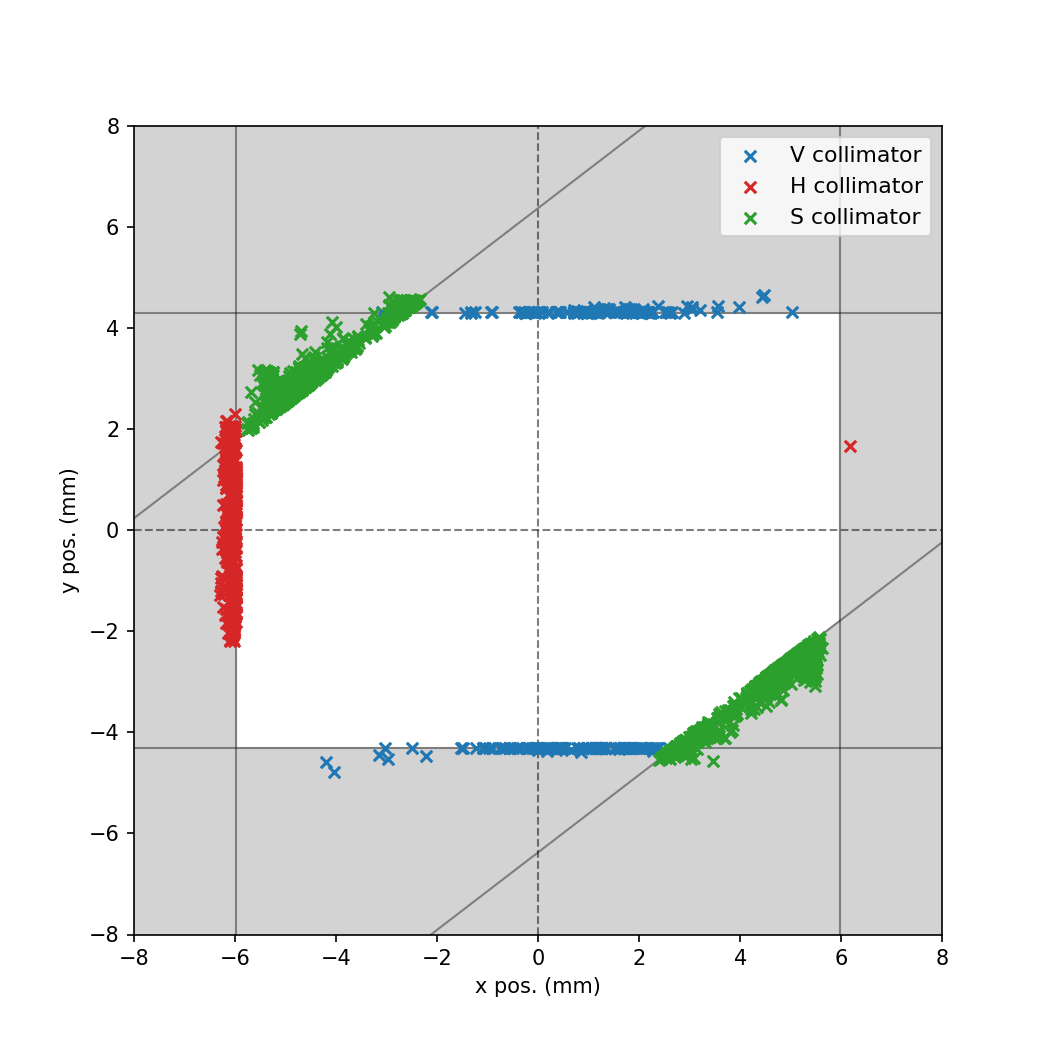 V collimator
H collimator
S collimator
8
6
4
2
0
−2
−4
−6
−8
y pos. (mm)
−8 −6 −4 −2 0 2 4 6 8
x pos. (mm)